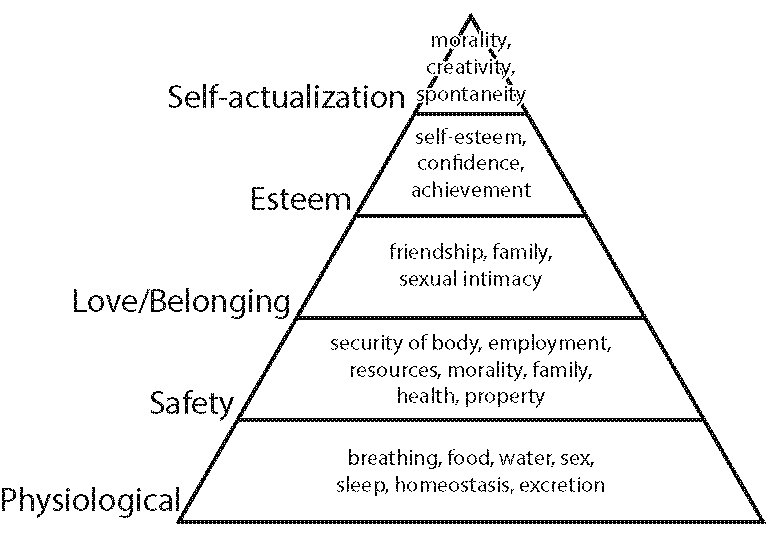 morality,
creativity,
spontaneity
Self-actualization
self-esteem,
confidence,
achievement
Esteem
friendship, family,
sexual intimacy
Love/Belonging
security of body, employment,
resources, morality, family,
health, property
Safety
breathing, food, water, sex,
sleep, homeostasis, excretion
Physiological